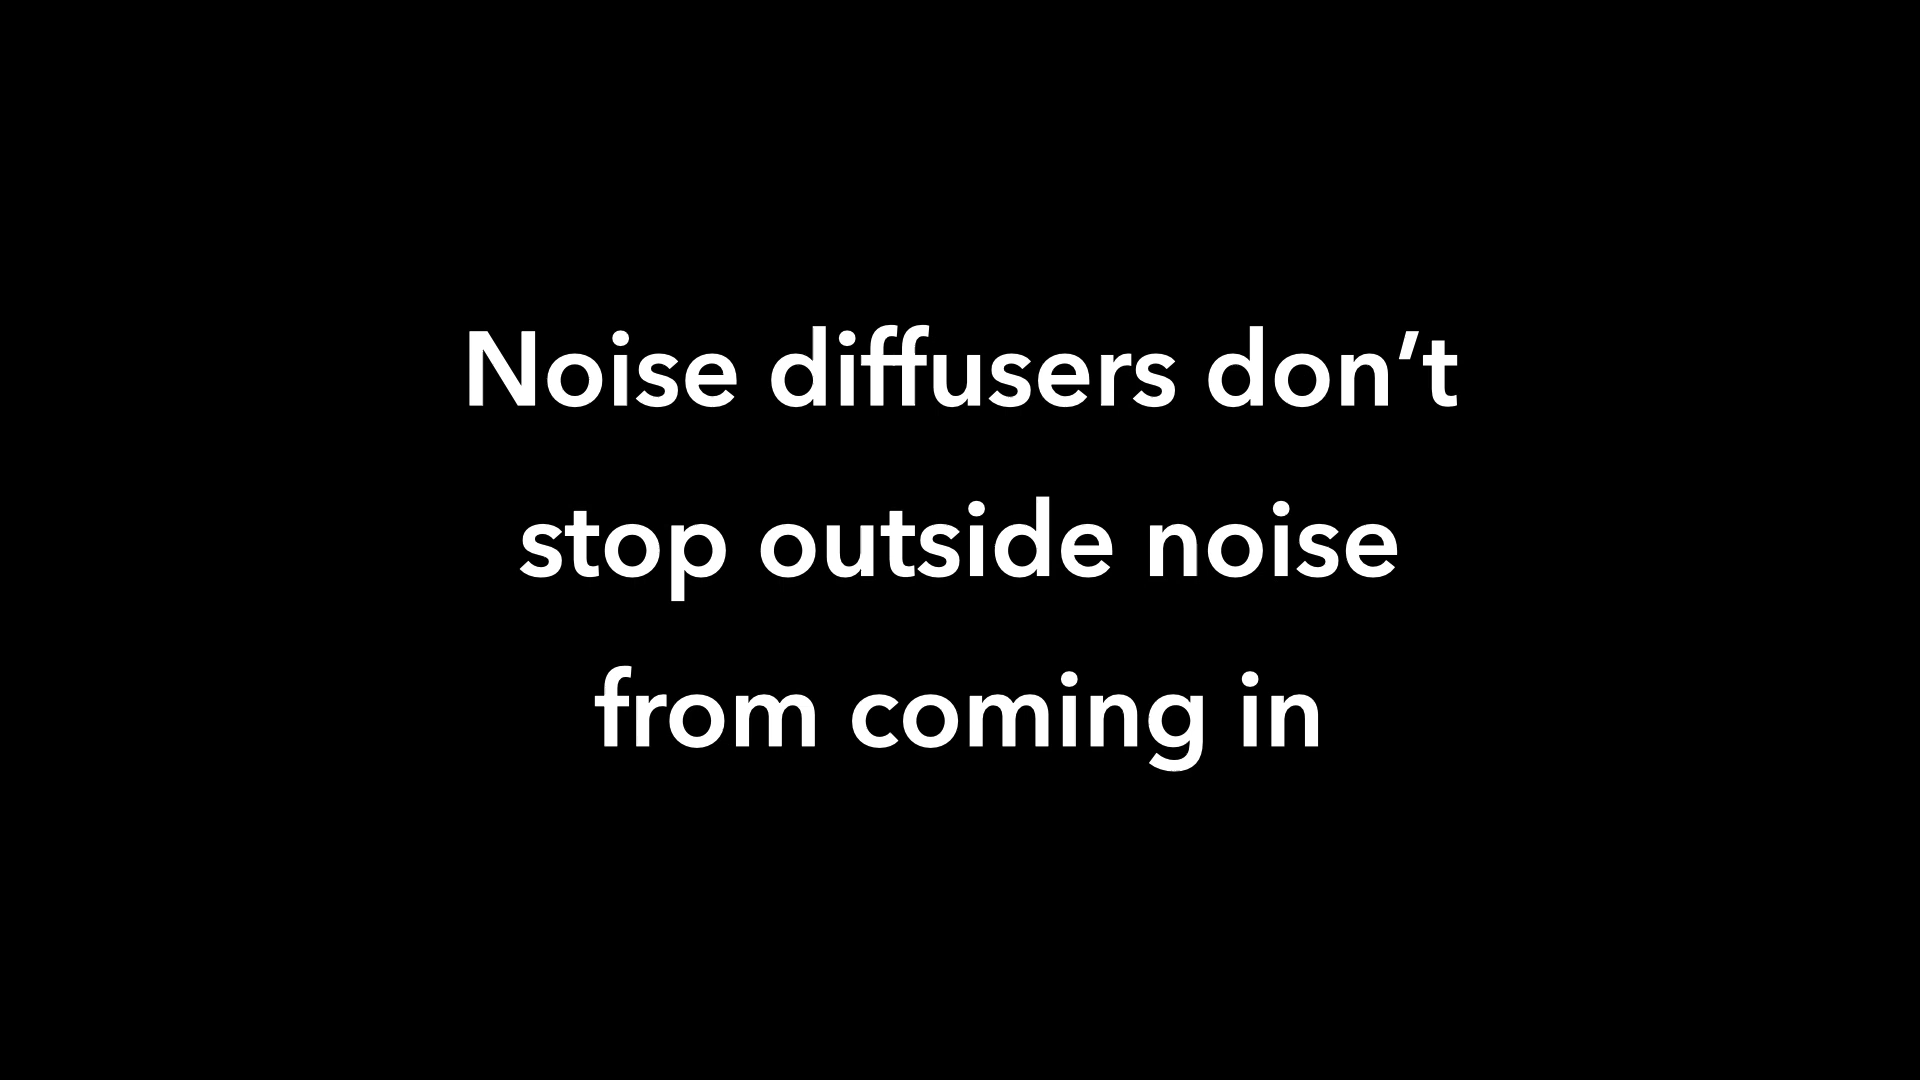 Noise diffusers don’t
stop outside noise
from coming in